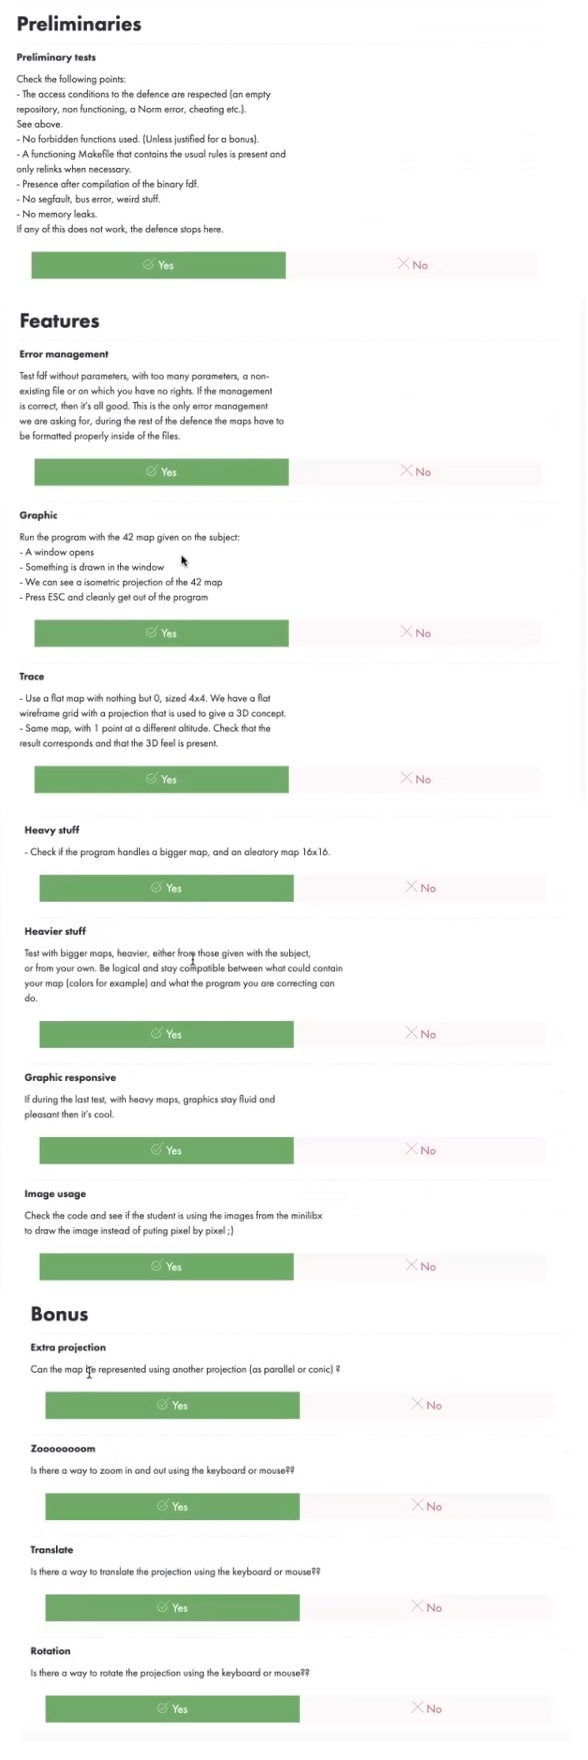 Preliminaries
Preliminary tests
Check the following points:
- The access conditions to the defence are respected (an empty
repository, non functioning, a Norm error, cheating etc.).
See above.
- No forbidden functions used. (Unless justified for a bonus).
- A functioning Makefile that contains the usual rules is present and
only relinks when necessary.
- Presence after compilation of the binary fdf.
- No segfault, bus error, weird stuff.
- No memory leaks.
If any of this does not work, the defence stops here.
Yes No
Features
Error management
Test fdf without parameters, with too many parameters, a non-
existing file or on which you have no rights. If the management
is correct, then it's all good. This is the only error management
we are asking for, during the rest of the defence the maps have to
be formatted properly inside of the files.
Yes No
Graphic
Run the program with the 42 map given on the subject:
- A window opens
- Something is drawn in the window
- We can see a isometric projection of the 42 map
- Press ESC and cleanly get out of the program
Yes No
Trace
- Use a flat map with nothing but 0, sized 4x4. We have a flat
wireframe grid with a projection that is used to give a 3D concept.
- Same map, with 1 point at a different altitude. Check that the
result corresponds and that the 3D feel is present.
Yes No
Heavy stuff
- Check if the program handles a bigger map, and an aleatory map 16x16.
Yes No
Heavier stuff
Test with bigger maps, heavier, either from those given with the subject,
or from your own. Be logical and stay compatible between what could contain
your map (colors for example) and what the program you are correcting can
do.
Yes No
Graphic responsive
If during the last test, with heavy maps, graphics stay fluid and
pleasant then it's cool.
Yes No
Image usage
Check the code and see if the student is using the images from the minilibx
to draw the image instead of puting pixel by pixel ;)
Yes No
Bonus
Extra projection
Can the map be represented using another projection (as parallel or conic) ?
Yes No
Zoooooooom
Is there a way to zoom in and out using the keyboard or mouse??
Yes No
Translate
Is there a way to translate the projection using the keyboard or mouse??
Yes No
Rotation
Is there a way to rotate the projection using the keyboard or mouse??
Yes No